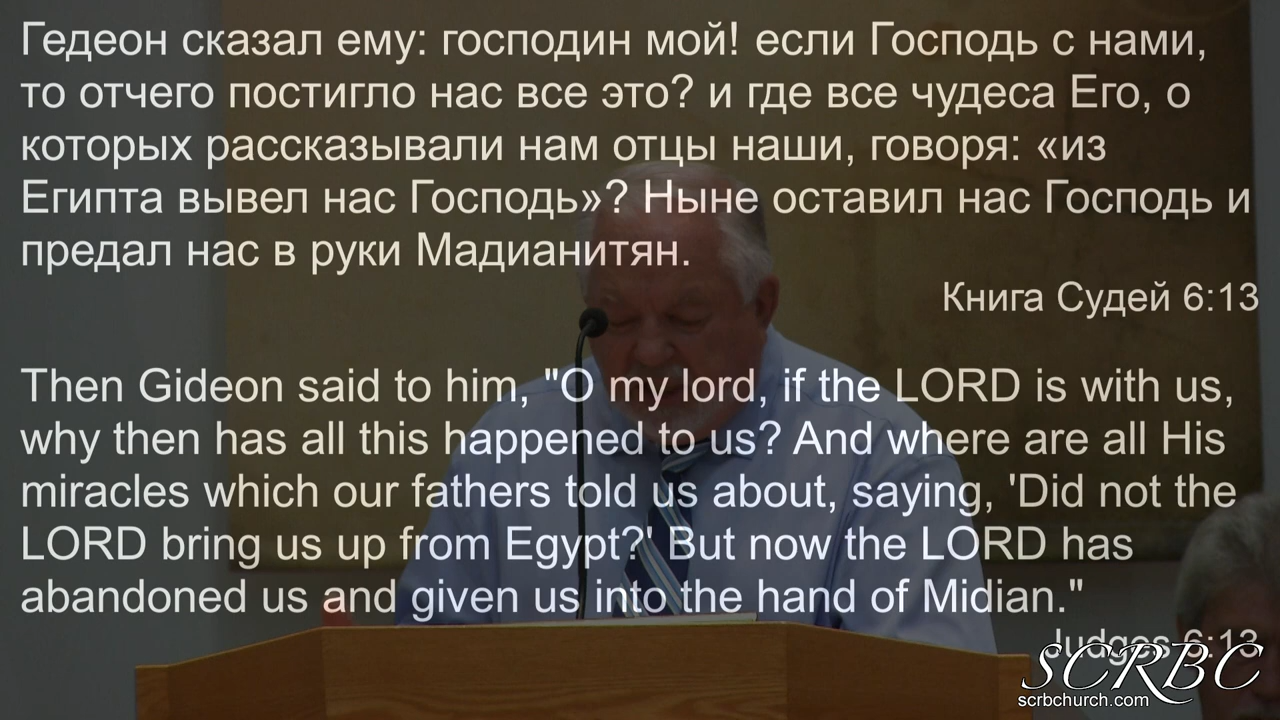 Гедеон сказал ему: господин мой! если Господь с нами,
то отчего постигло нас все это? и где все чудеса Его, о
которых рассказывали нам отцы наши, говоря: «из
Египта вывел нас Господь»? Ныне оставил нас Господь и
предал нас в руки Мадианитян.
Книга Судей 6:13
Then Gideon said to him, "O my lord, if the LORD is with us,
why then has all this happened to us? And where are all His
miracles which our fathers told us about, saying, 'Did not the
LORD bring us up from Egypt?' But now the LORD has
abandoned us and given us into the hand of Midian."
Judges 6:13
SCRBC
scrbchurch.com